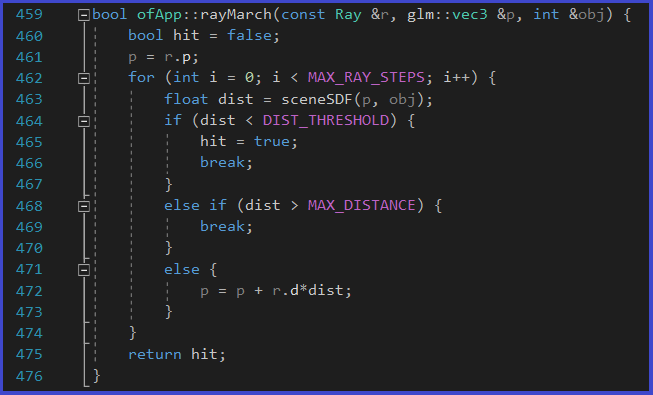 459 bool ofApp::rayMarch(const Ray &r, glm::vec3 &p, int &obj) {
460     bool hit = false;
461     p = r.p;
462     for (int i = 0; i < MAX_RAY_STEPS; i++) {
463         float dist = sceneSDF(p, obj);
464         if (dist < DIST_THRESHOLD) {
465             hit = true;
466             break;
467         }
468         else if (dist > MAX_DISTANCE) {
469             break;
470         }
471         else {
472             p = p + r.d*dist;
473         }
474     }
475     return hit;
476 }